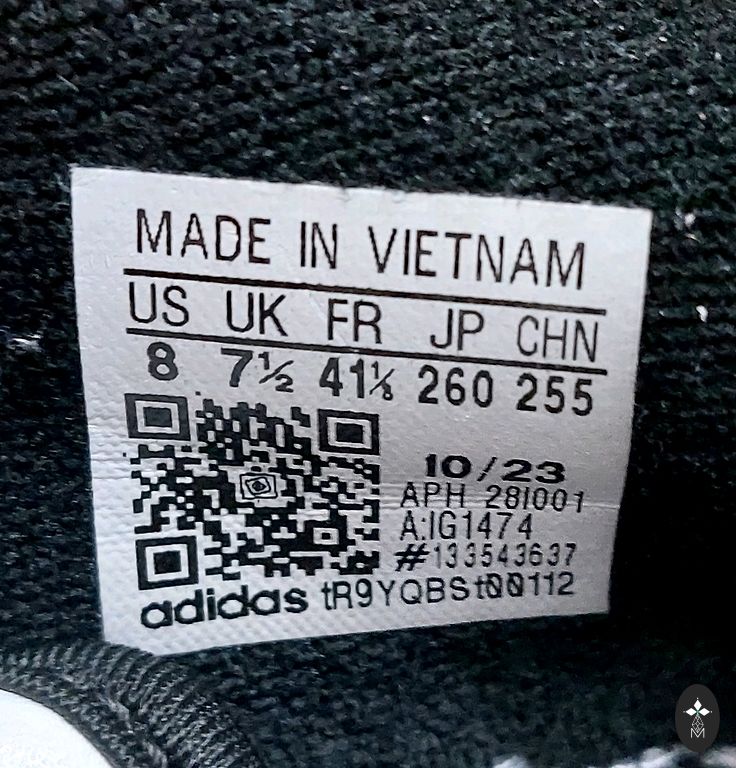 MADE IN VIETNAM
US UK FR JP CHN
8 7½ 41⅓ 260 255
10/23
APH 28I001
A:IG1474
#133543637
adidas tR9YQBSt00112
M